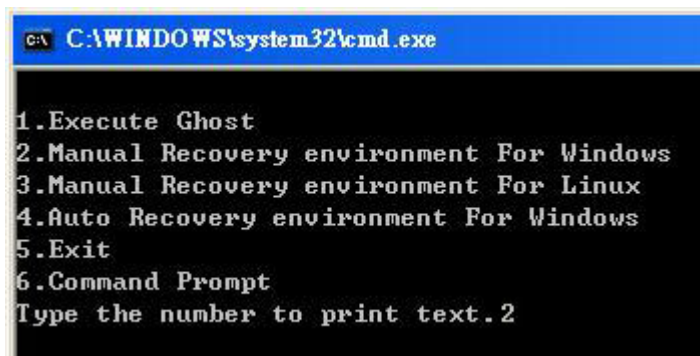 C:\WINDOWS\system32\cmd.exe
1.Execute Ghost
2.Manual Recovery environment For Windows
3.Manual Recovery environment For Linux
4.Auto Recovery environment For Windows
5.Exit
6.Command Prompt
Type the number to print text.2